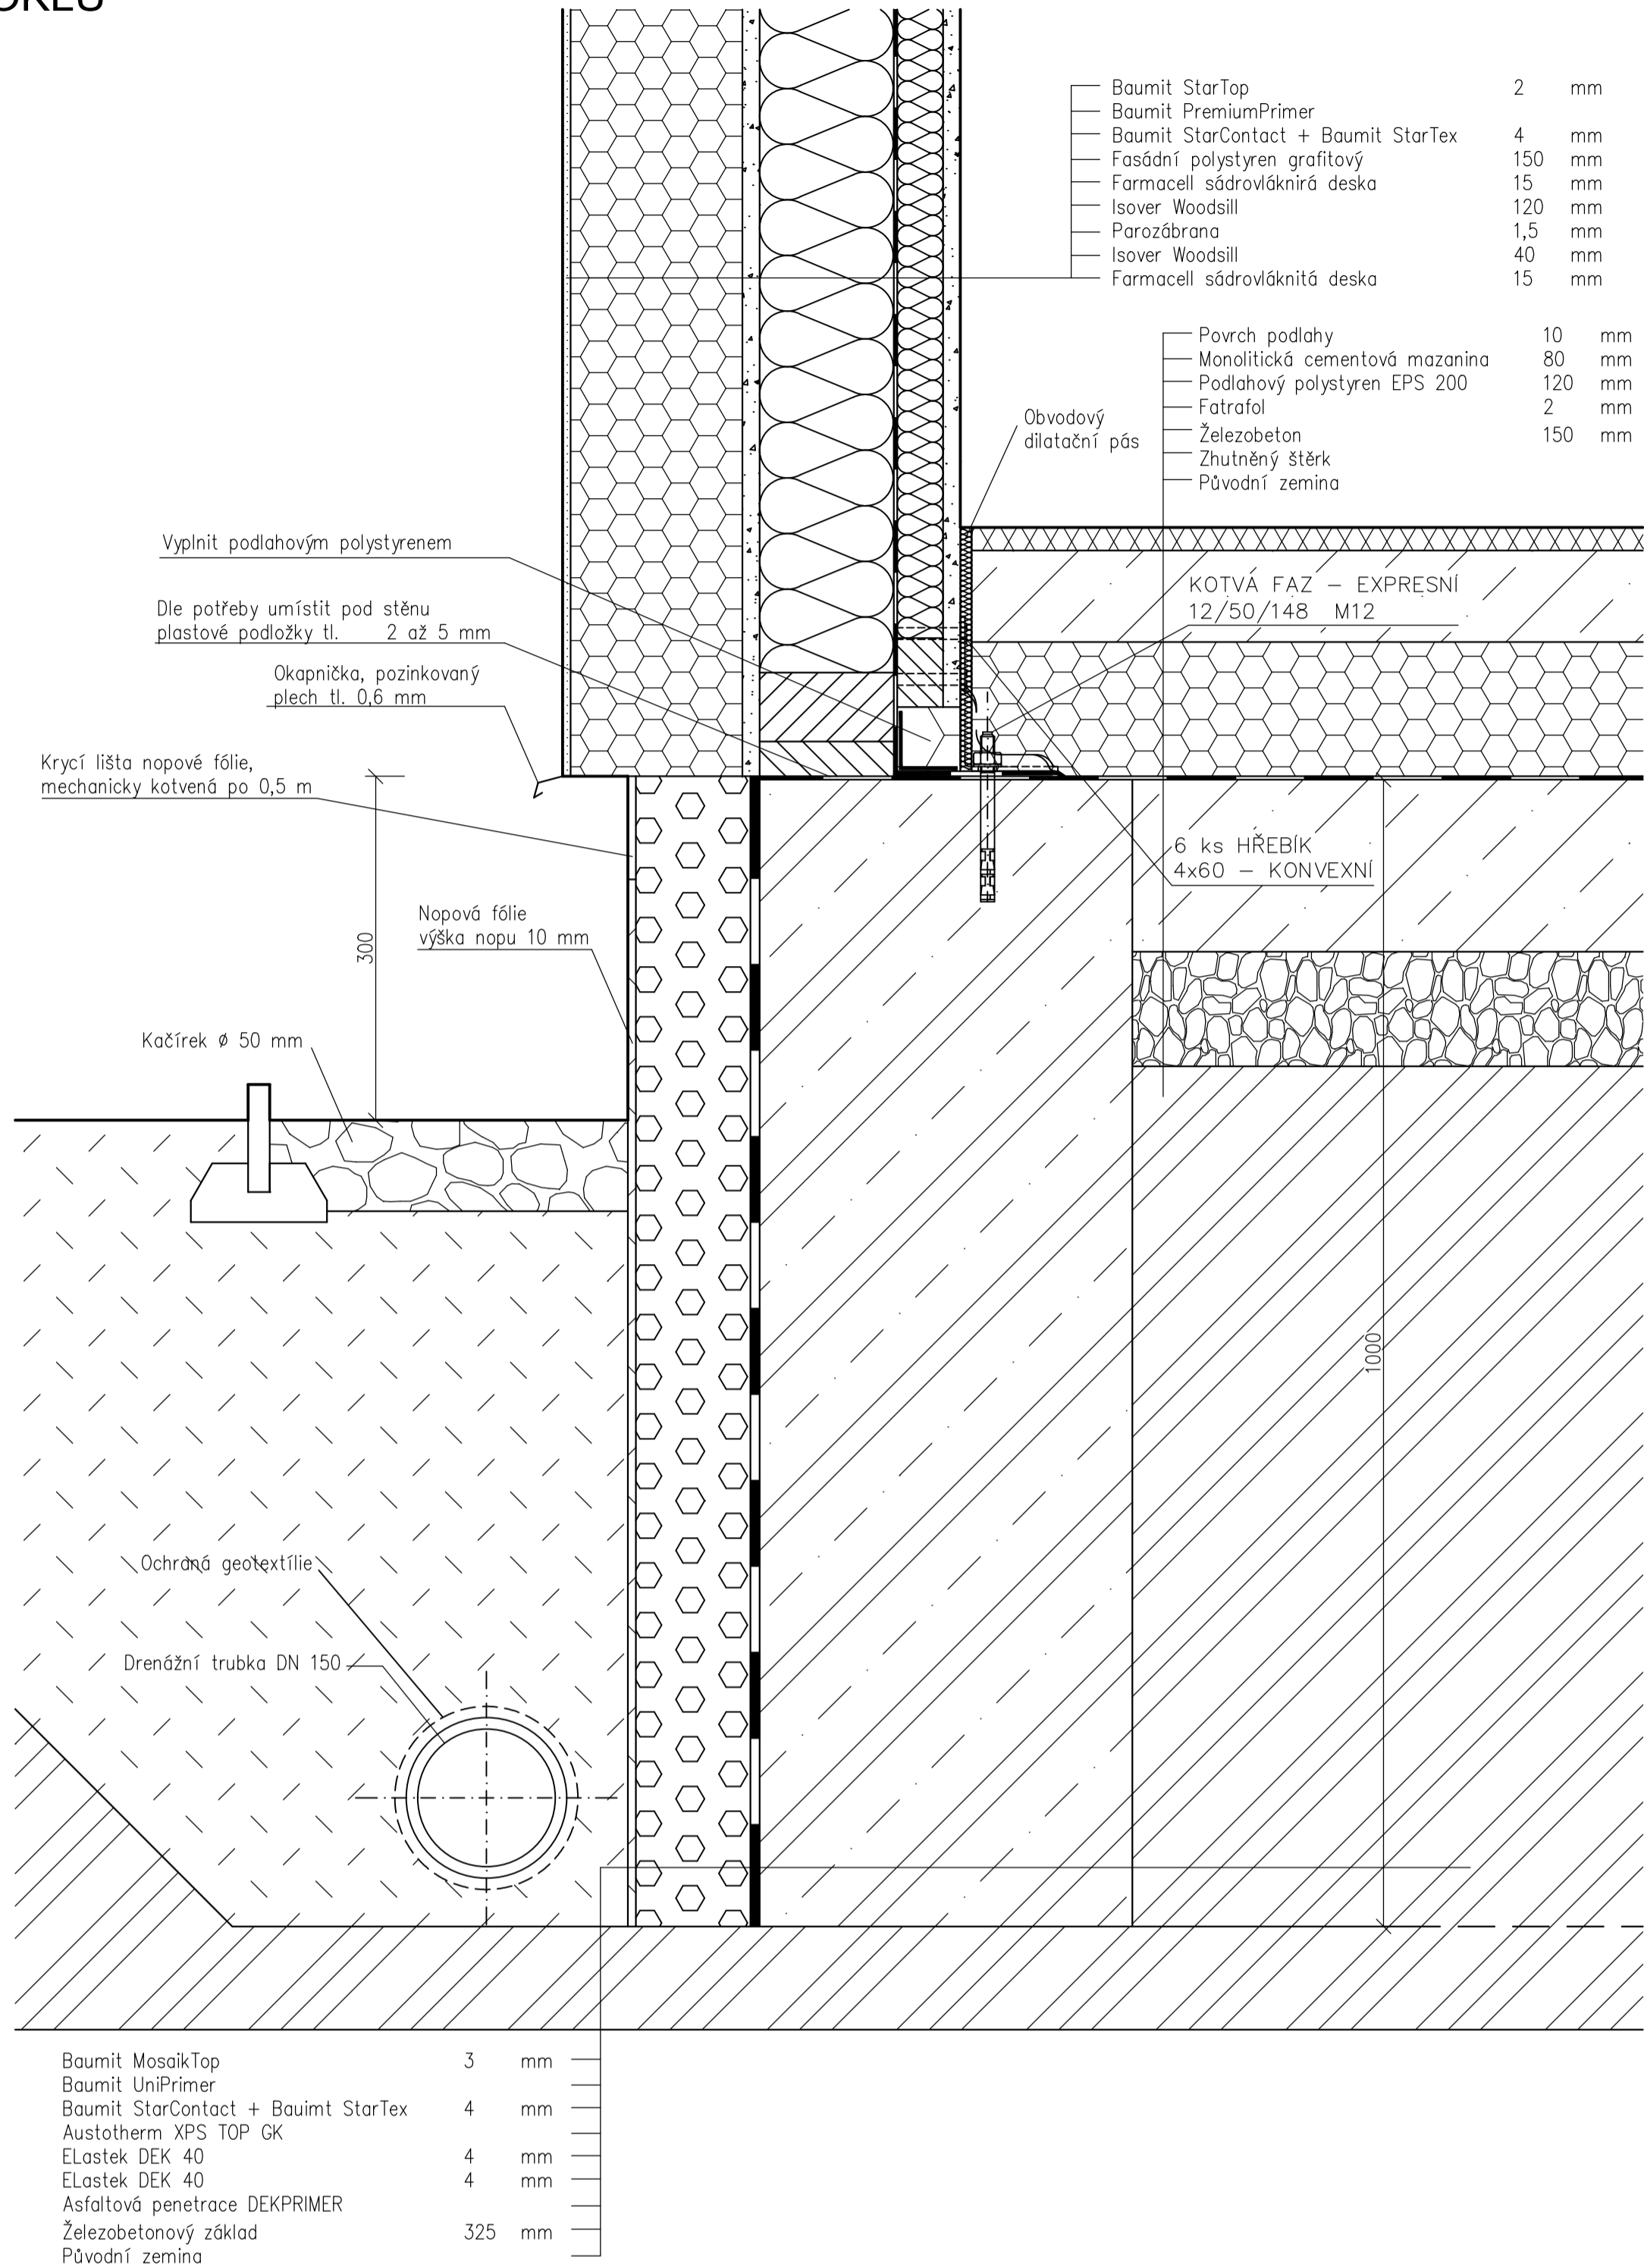 Baumit StarTop 2 mm
Baumit PremiumPrimer
Baumit StarContact + Baumit StarTex 4 mm
Fasádní polystyren grafitový 150 mm
Farmacell sádrovláknirá deska 15 mm
Isover Woodsill 120 mm
Parozábrana 1,5 mm
Isover Woodsill 40 mm
Farmacell sádrovláknitá deska 15 mm
Povrch podlahy 10 mm
Monolitická cementová mazanina 80 mm
Podlahový polystyren EPS 200 120 mm
Fatrafol 2 mm
Železobeton 150 mm
Zhutněný štěrk
Původní zemina
Obvodový
dilatační pás
Vyplnit podlahovým polystyrenem
Dle potřeby umístit pod stěnu
plastové podložky tl. 2 až 5 mm
KOTVÁ FAZ – EXPRESNÍ
12/50/148 M12
Okapnička, pozinkovaný
plech tl. 0,6 mm
Krycí lišta nopové fólie,
mechanicky kotvená po 0,5 m
6 ks HŘEBÍK
4x60 – KONVEXNÍ
Nopová fólie
výška nopu 10 mm
300
Kačírek ø 50 mm
1000
Ochraná geotextílie
Drenážní trubka DN 150
Baumit MosaikTop 3 mm
Baumit UniPrimer
Baumit StarContact + Bauimt StarTex 4 mm
Austotherm XPS TOP GK
ELastek DEK 40 4 mm
ELastek DEK 40 4 mm
Asfaltová penetrace DEKPRIMER
Železobetonový základ 325 mm
Původní zemina